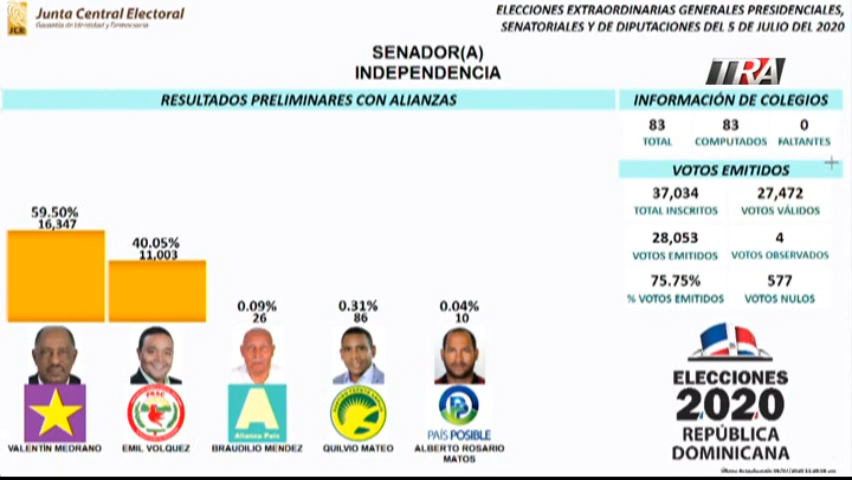 Junta Central Electoral
Garantía de Identidad y Democracia
JCE
ELECCIONES EXTRAORDINARIAS GENERALES PRESIDENCIALES,
SENATORIALES Y DE DIPUTACIONES DEL 5 DE JULIO DEL 2020
SENADOR(A)
INDEPENDENCIA
TRA
RESULTADOS PRELIMINARES CON ALIANZAS
INFORMACIÓN DE COLEGIOS
83 83 0
TOTAL COMPUTADOS FALTANTES
VOTOS EMITIDOS
37,034 27,472
TOTAL INSCRITOS VOTOS VÁLIDOS
28,053 4
VOTOS EMITIDOS VOTOS OBSERVADOS
75.75% 577
% VOTOS EMITIDOS VOTOS NULOS
59.50%
16,347
40.05%
11,003
0.09%
26
0.31%
86
0.04%
10
Alianza País
PAÍS POSIBLE
VALENTÍN MEDRANO
EMIL VOLQUEZ
BRAUDILIO MENDEZ
QUILVIO MATEO
ALBERTO ROSARIO
MATOS
ELECCIONES
2020
REPÚBLICA
DOMINICANA